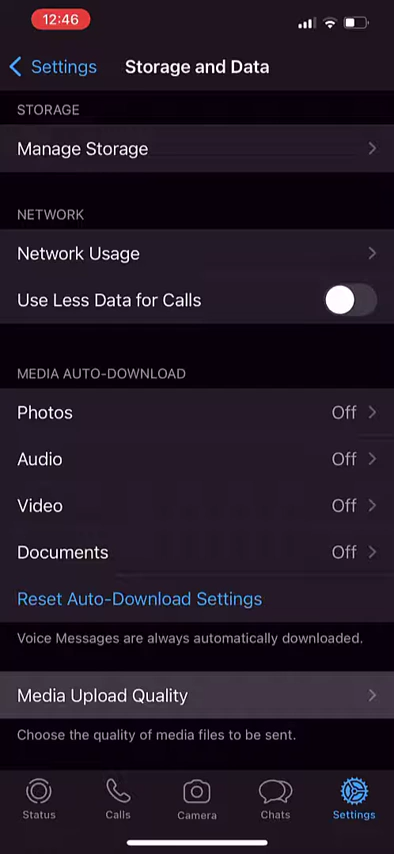 12:46
Settings
Storage and Data
STORAGE
Manage Storage
NETWORK
Network Usage
Use Less Data for Calls
MEDIA AUTO-DOWNLOAD
Photos Off
Audio Off
Video Off
Documents Off
Reset Auto-Download Settings
Voice Messages are always automatically downloaded.
Media Upload Quality
Choose the quality of media files to be sent.
Status Calls Camera Chats Settings